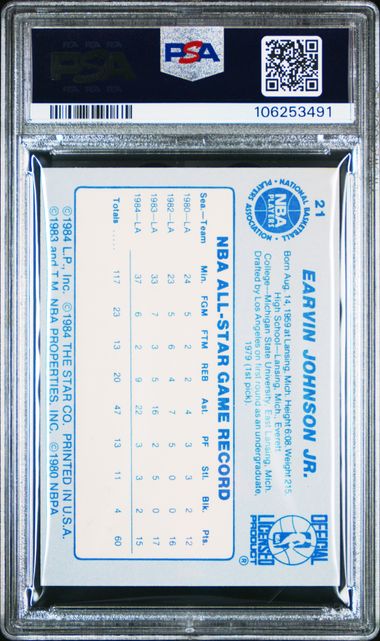 PSA PSA PSA
PSA
PSA
106253491
21
NATIONAL BASKETBALL
NBA
PLAYERS
PLAYERS ASSOCIATION
EARVIN JOHNSON JR.
Born Aug. 14, 1959 at Lansing, Mich. Height 6:08. Weight 215.
High School—Lansing, Mich., Everett
College—Michigan State University, East Lansing, Mich.
Drafted by Los Angeles on first round as an undergraduate,
1979 (1st pick).
OFFICIAL
LICENSED
PRODUCT
®
NBA ALL-STAR GAME RECORD
Sea.—Team Min. FGM FTM REB Ast. PF Stl. Blk. Pts.
1980—LA 24 5 2 2 4 3 3 2 12
1982—LA 23 5 6 4 7 5 0 0 16
1983—LA 33 7 3 5 16 2 5 0 17
1984—LA 37 6 2 9 22 3 3 2 15
Totals ..... 117 23 13 20 47 13 11 4 60
©1984 L.P., Inc. ©1984 THE STAR CO. PRINTED IN U.S.A.
©1983 and T.M. NBA PROPERTIES, INC. ©1980 NBPA